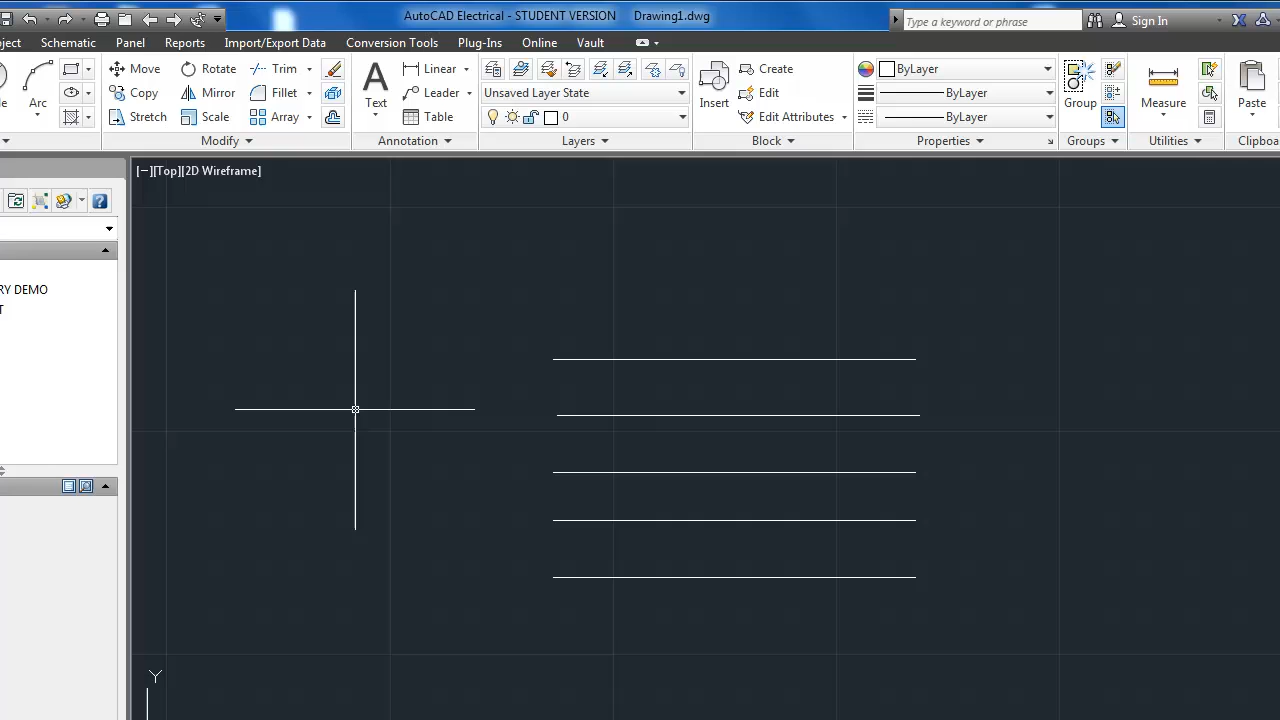 AutoCAD Electrical - STUDENT VERSION Drawing1.dwg
Type a keyword or phrase
Sign In
Schematic Panel Reports Import/Export Data Conversion Tools Plug-Ins Online Vault
Move Rotate Trim
Copy Mirror Fillet
Stretch Scale Array
Modify
Arc
Text
Linear
Leader
Table
Annotation
Unsaved Layer State
0
Layers
Insert
Create
Edit
Edit Attributes
Block
ByLayer
ByLayer
ByLayer
Properties
Group
Groups
Measure
Utilities
Paste
[−][Top][2D Wireframe]
RY DEMO
T
Y